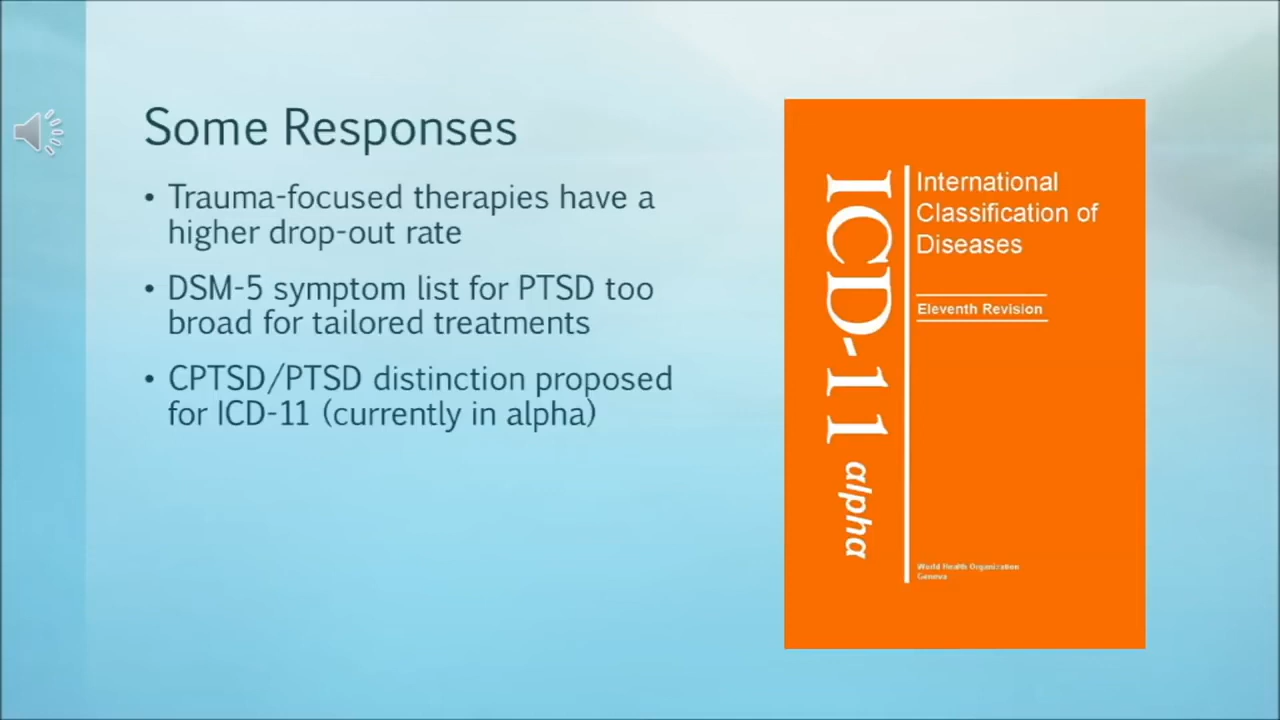 Some Responses
• Trauma-focused therapies have a
higher drop-out rate
• DSM-5 symptom list for PTSD too
broad for tailored treatments
• CPTSD/PTSD distinction proposed
for ICD-11 (currently in alpha)
ICD-11 alpha
International
Classification of
Diseases
Eleventh Revision
World Health Organization
Geneva